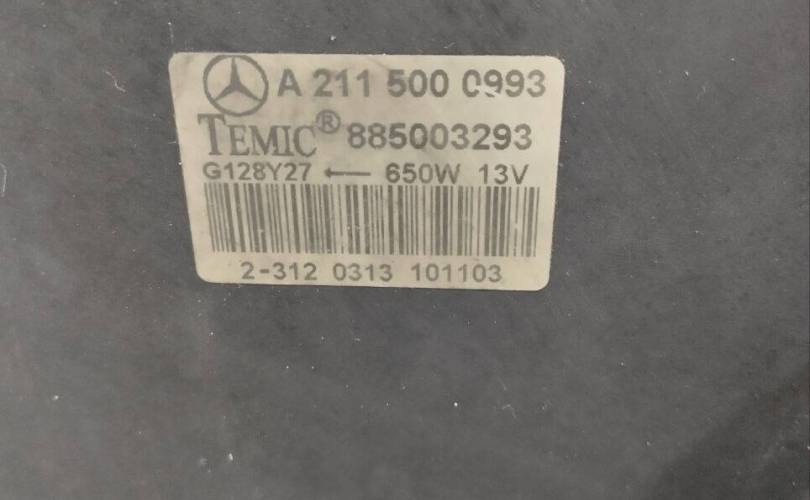 A 211 500 0993
TEMIC® 885003293
G128Y27 ← 650W 13V
2-312 0313 101103